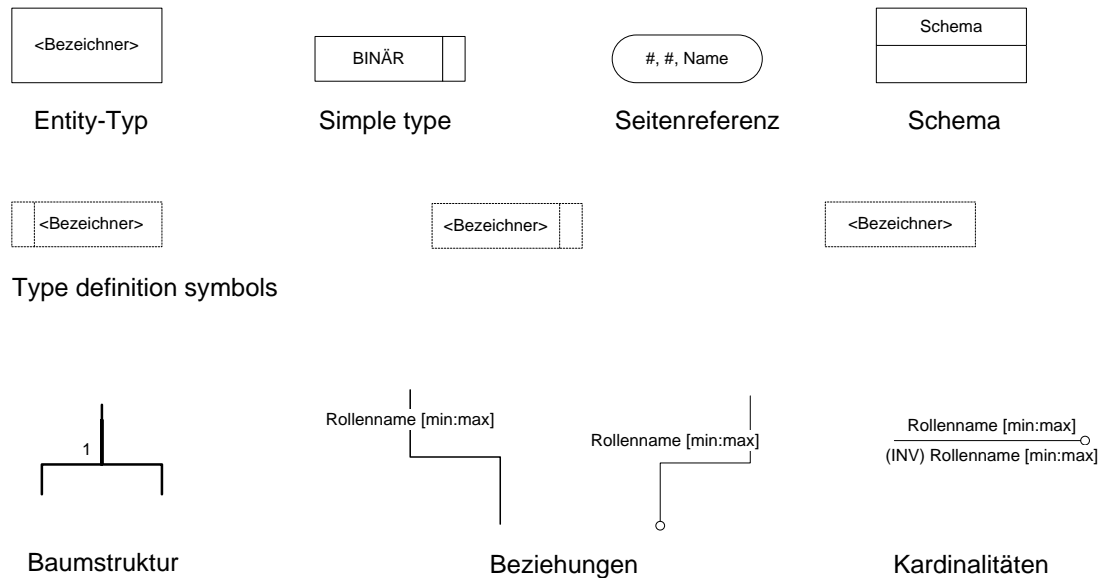 <Bezeichner>
BINÄR
#, #, Name
Schema
Entity-Typ
Simple type
Seitenreferenz
Schema
<Bezeichner>
<Bezeichner>
<Bezeichner>
Type definition symbols
1
Rollenname [min:max]
Rollenname [min:max]
Rollenname [min:max]
(INV) Rollenname [min:max]
Baumstruktur
Beziehungen
Kardinalitäten